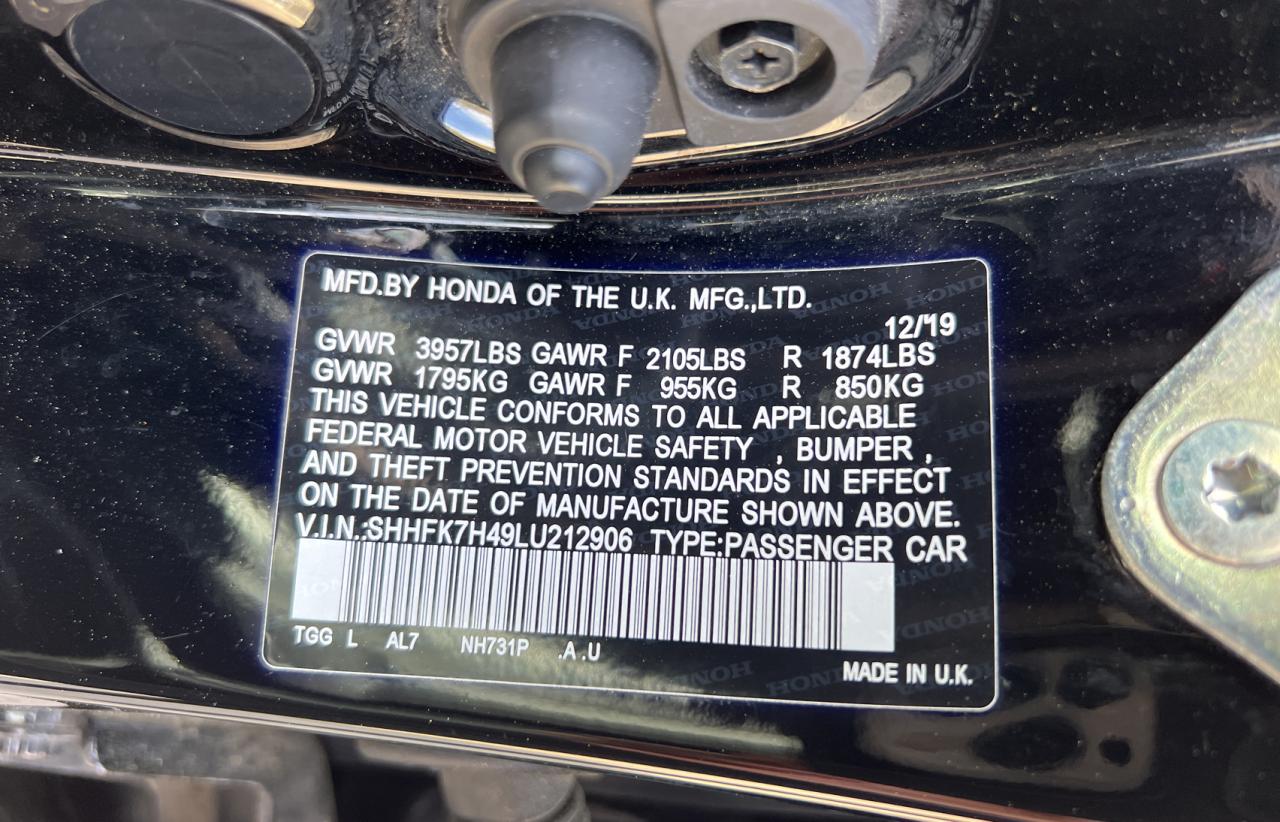 MFD.BY HONDA OF THE U.K. MFG.,LTD.
12/'19
GVWR 3957LBS GAWR F 2105LBS R 1874LBS
GVWR 1795KG GAWR F 955KG R 850KG
THIS VEHICLE CONFORMS TO ALL APPLICABLE
FEDERAL MOTOR VEHICLE SAFETY , BUMPER ,
AND THEFT PREVENTION STANDARDS IN EFFECT
ON THE DATE OF MANUFACTURE SHOWN ABOVE.
V.I.N.:SHHFK7H49LU212906 TYPE:PASSENGER CAR
TGG L AL7 NH731P .A .U
MADE IN U.K.